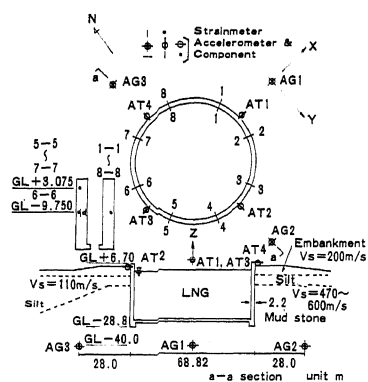 N
Strainmeter
Accelerometer &
Component
X
Y
a
AG3
AG1
AT4
AT1
8 1
8 1
7 2
7 2
6 3
6 3
5 4
5 4
AT3
AT2
5-5
~
7-7
1-1
~
8-8
GL+3.075
6-6
GL-9.750
Z
AG2
a
Embankment
Vs=200m/s
GL+6.70
AT2
AT1, AT3
AT4
Silt
Vs=110m/s
Silt
LNG
Vs=470~
600m/s
2.2
Mud stone
GL-28.8
GL-40.0
AG3
AG1
AG2
28.0
68.82
28.0
a-a section unit m